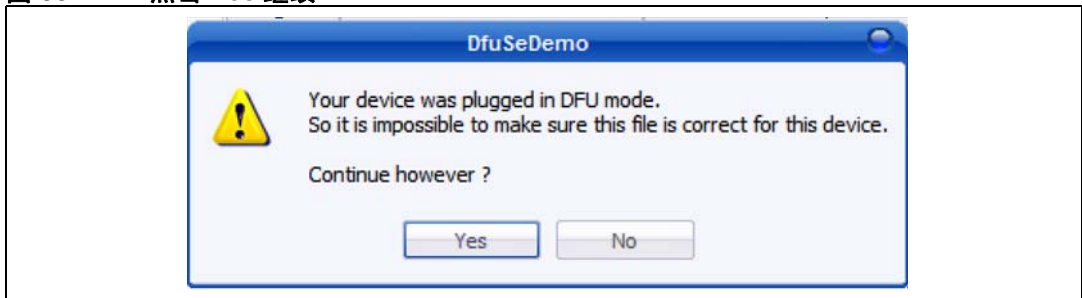 DfuSeDemo
Your device was plugged in DFU mode.
So it is impossible to make sure this file is correct for this device.
Continue however ?
Yes
No